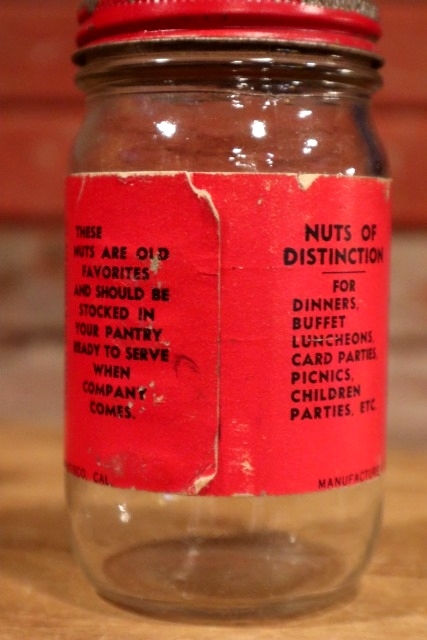 THESE
NUTS ARE OLD
FAVORITES
AND SHOULD BE
STOCKED IN
YOUR PANTRY
READY TO SERVE
WHEN
COMPANY
COMES.
CAL.
NUTS OF
DISTINCTION
FOR
DINNERS,
BUFFET
LUNCHEONS,
CARD PARTIES,
PICNICS,
CHILDREN
PARTIES, ETC.